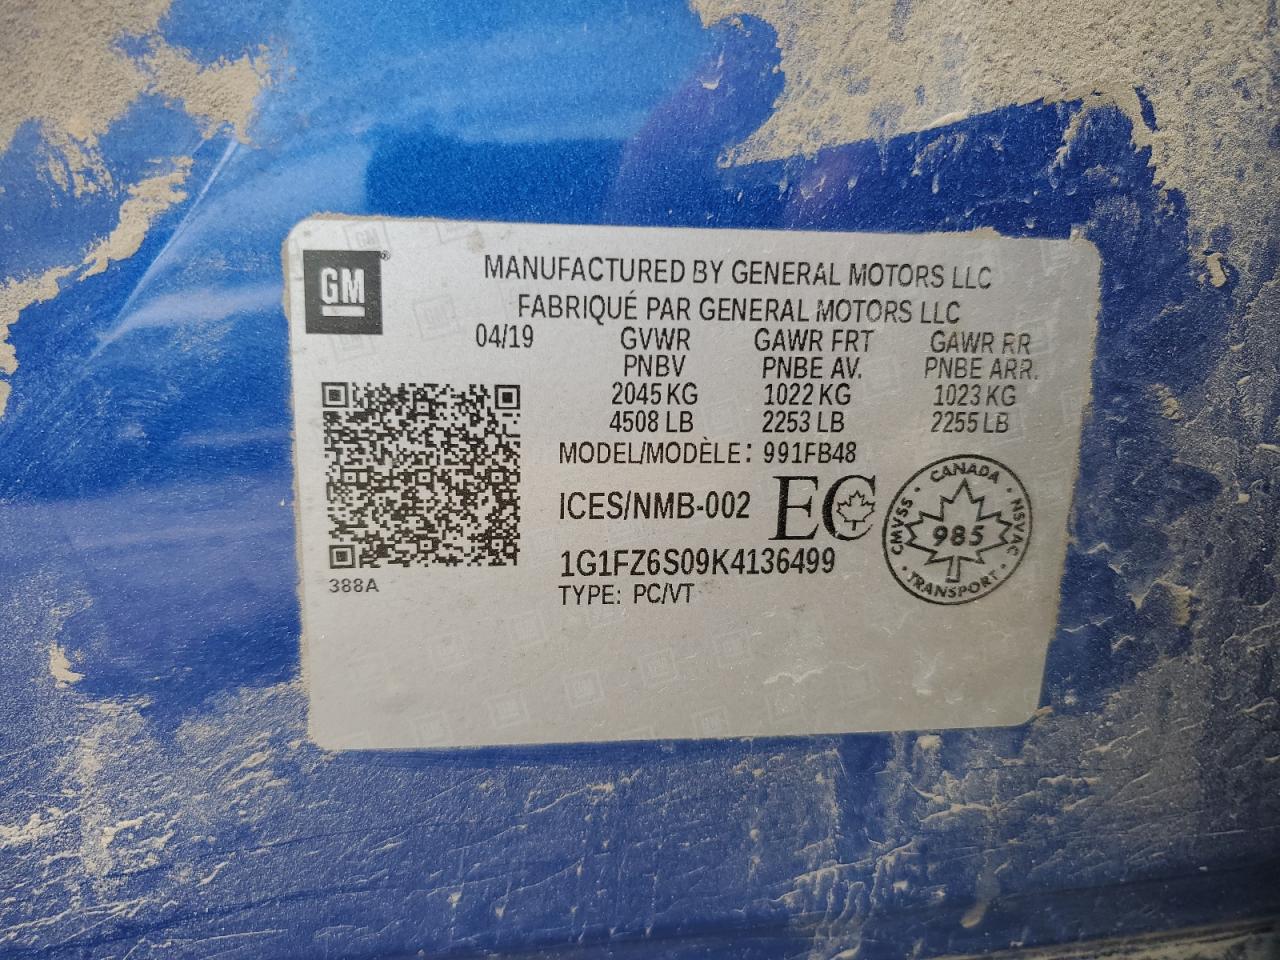 GM®
MANUFACTURED BY GENERAL MOTORS LLC
FABRIQUÉ PAR GENERAL MOTORS LLC
04/19 GVWR GAWR FRT GAWR RR
PNBV PNBE AV. PNBE ARR.
2045 KG 1022 KG 1023 KG
4508 LB 2253 LB 2255 LB
MODEL/MODÈLE: 991FB48
ICES/NMB-002 EC
1G1FZ6S09K4136499
TYPE: PC/VT
388A
CANADA
CMVSS · NSVAC
985
TRANSPORT